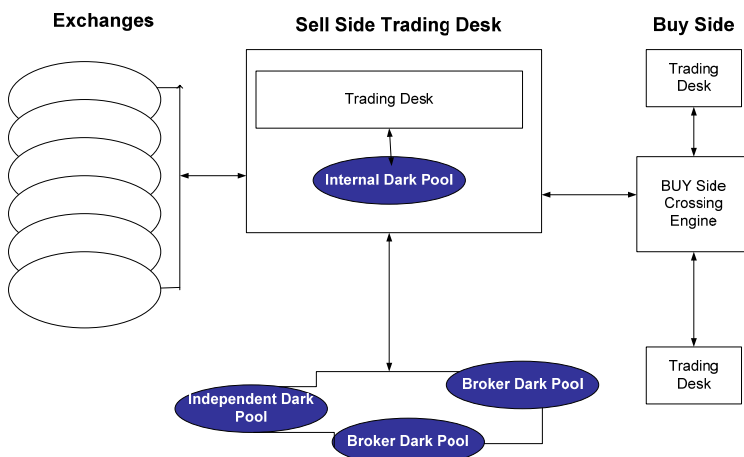 Exchanges
Sell Side Trading Desk
Buy Side
Trading Desk
Internal Dark Pool
Trading
Desk
BUY Side
Crossing
Engine
Trading
Desk
Broker Dark Pool
Independent Dark
Pool
Broker Dark Pool